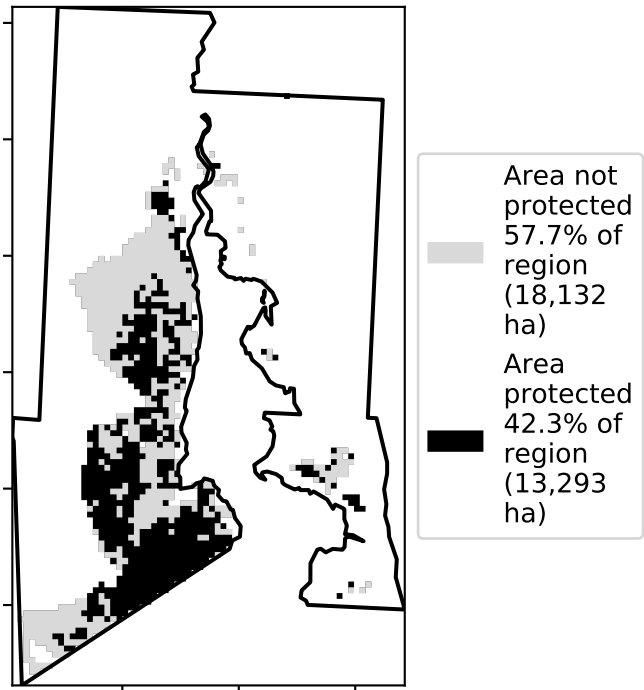 Area not
protected
57.7% of
region
(18,132
ha)
Area
protected
42.3% of
region
(13,293
ha)